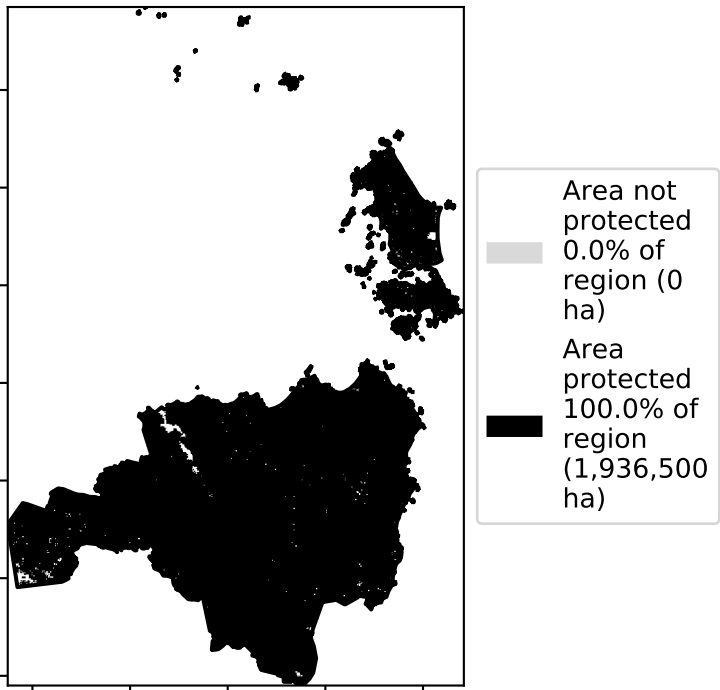 Area not
protected
0.0% of
region (0
ha)
Area
protected
100.0% of
region
(1,936,500
ha)